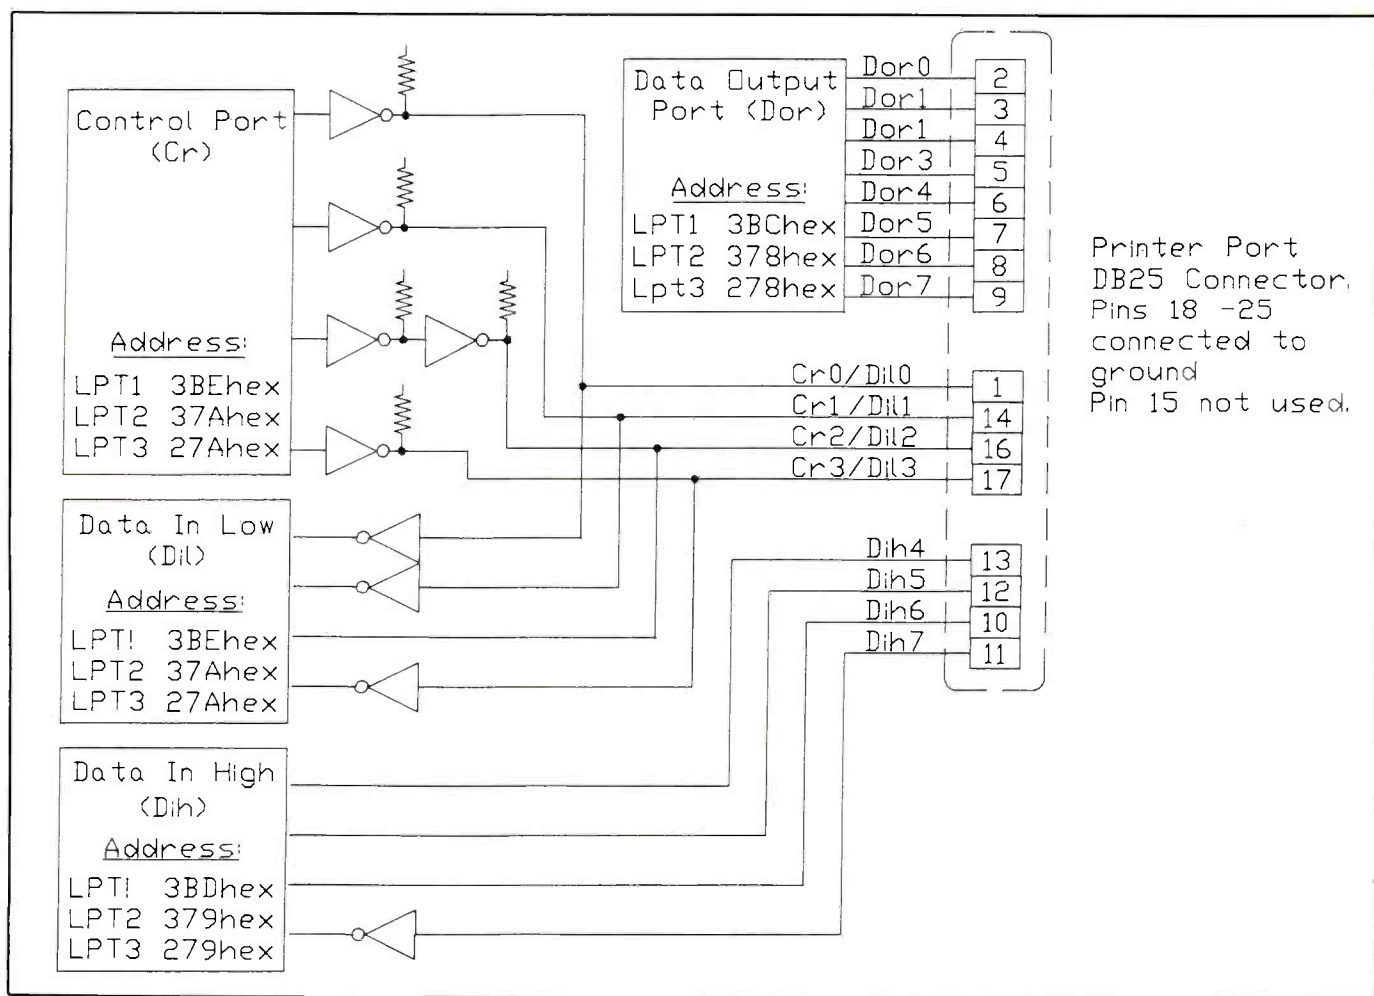 Control Port
(Cr)
Address:
LPT1 3BEhex
LPT2 37Ahex
LPT3 27Ahex
Data In Low
(Dil)
Address:
LPT! 3BEhex
LPT2 37Ahex
LPT3 27Ahex
Data In High
(Dih)
Address:
LPT! 3BDhex
LPT2 379hex
LPT3 279hex
Data Output
Port (Dor)
Address:
LPT1 3BChex
LPT2 378hex
Lpt3 278hex
Dor0 2
Dor1 3
Dor1 4
Dor3 5
Dor4 6
Dor5 7
Dor6 8
Dor7 9
Cr0/Dil0 1
Cr1/Dil1 14
Cr2/Dil2 16
Cr3/Dil3 17
Dih4 13
Dih5 12
Dih6 10
Dih7 11
Printer Port
DB25 Connector.
Pins 18 -25
connected to
ground
Pin 15 not used.